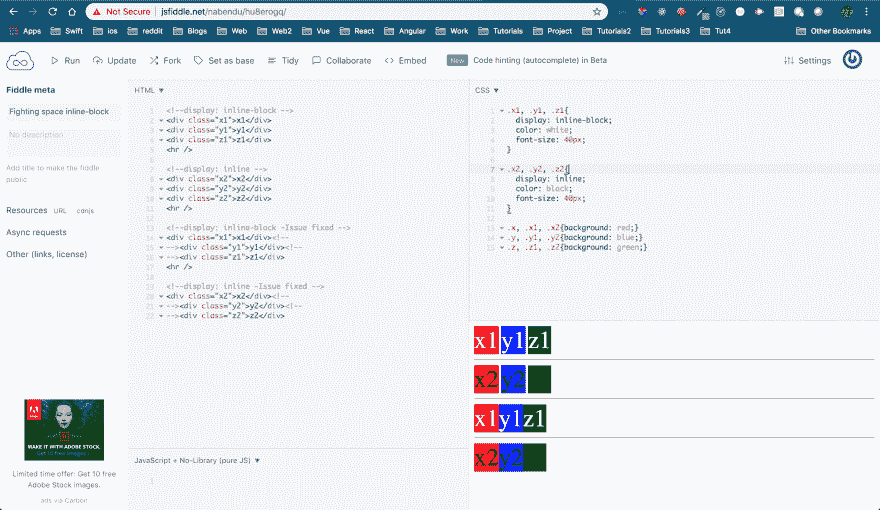 Not Secure | jsfiddle.net/nabendu/hu8erogq/
Apps Swift ios reddit Blogs Web Web2 Vue React Angular Work Tutorials Project Tutorials2 Tutorials3 Tut4 Other Bookmarks
Run Update Fork Set as base Tidy Collaborate Embed New Code hinting (autocomplete) in Beta Settings
Fiddle meta
Fighting space inline-block
No description
Add title to make the fiddle
public
Resources URL cdnjs
Async requests
Other (links, license)
MAKE IT WITH ADOBE STOCK.
Get 10 free images
Limited time offer: Get 10 free
Adobe Stock images.
ads via Carbon
HTML ▼
1 <!--display: inline-block -->
2 <div class="x1">x1</div>
3 <div class="y1">y1</div>
4 <div class="z1">z1</div>
5 <hr />
6
7 <!--display: inline -->
8 <div class="x2">x2</div>
9 <div class="y2">y2</div>
10 <div class="z2">z2</div>
11 <hr />
12
13 <!--display: inline-block -Issue fixed -->
14 <div class="x1">x1</div><!--
15 --><div class="y1">y1</div><!--
16 --><div class="z1">z1</div>
17 <hr />
18
19 <!--display: inline -Issue fixed -->
20 <div class="x2">x2</div><!--
21 --><div class="y2">y2</div><!--
22 --><div class="z2">z2</div>
JavaScript + No-Library (pure JS) ▼
1
CSS ▼
1 .x1, .y1, .z1{
2 display: inline-block;
3 color: white;
4 font-size: 40px;
5 }
6
7 .x2, .y2, .z2{
8 display: inline;
9 color: black;
10 font-size: 40px;
11 }
12
13 .x, .x1, .x2{background: red;}
14 .y, .y1, .y2{background: blue;}
15 .z, .z1, .z2{background: green;}
x1 y1 z1
x2 y2
x1y1z1
x2y2